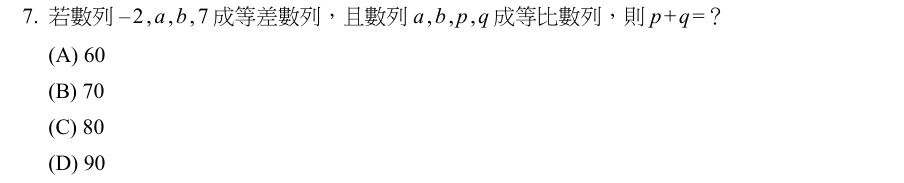 7. 若數列 –2,a,b,7 成等差數列，且數列 a,b,p,q 成等比數列，則 p+q=？
(A) 60
(B) 70
(C) 80
(D) 90